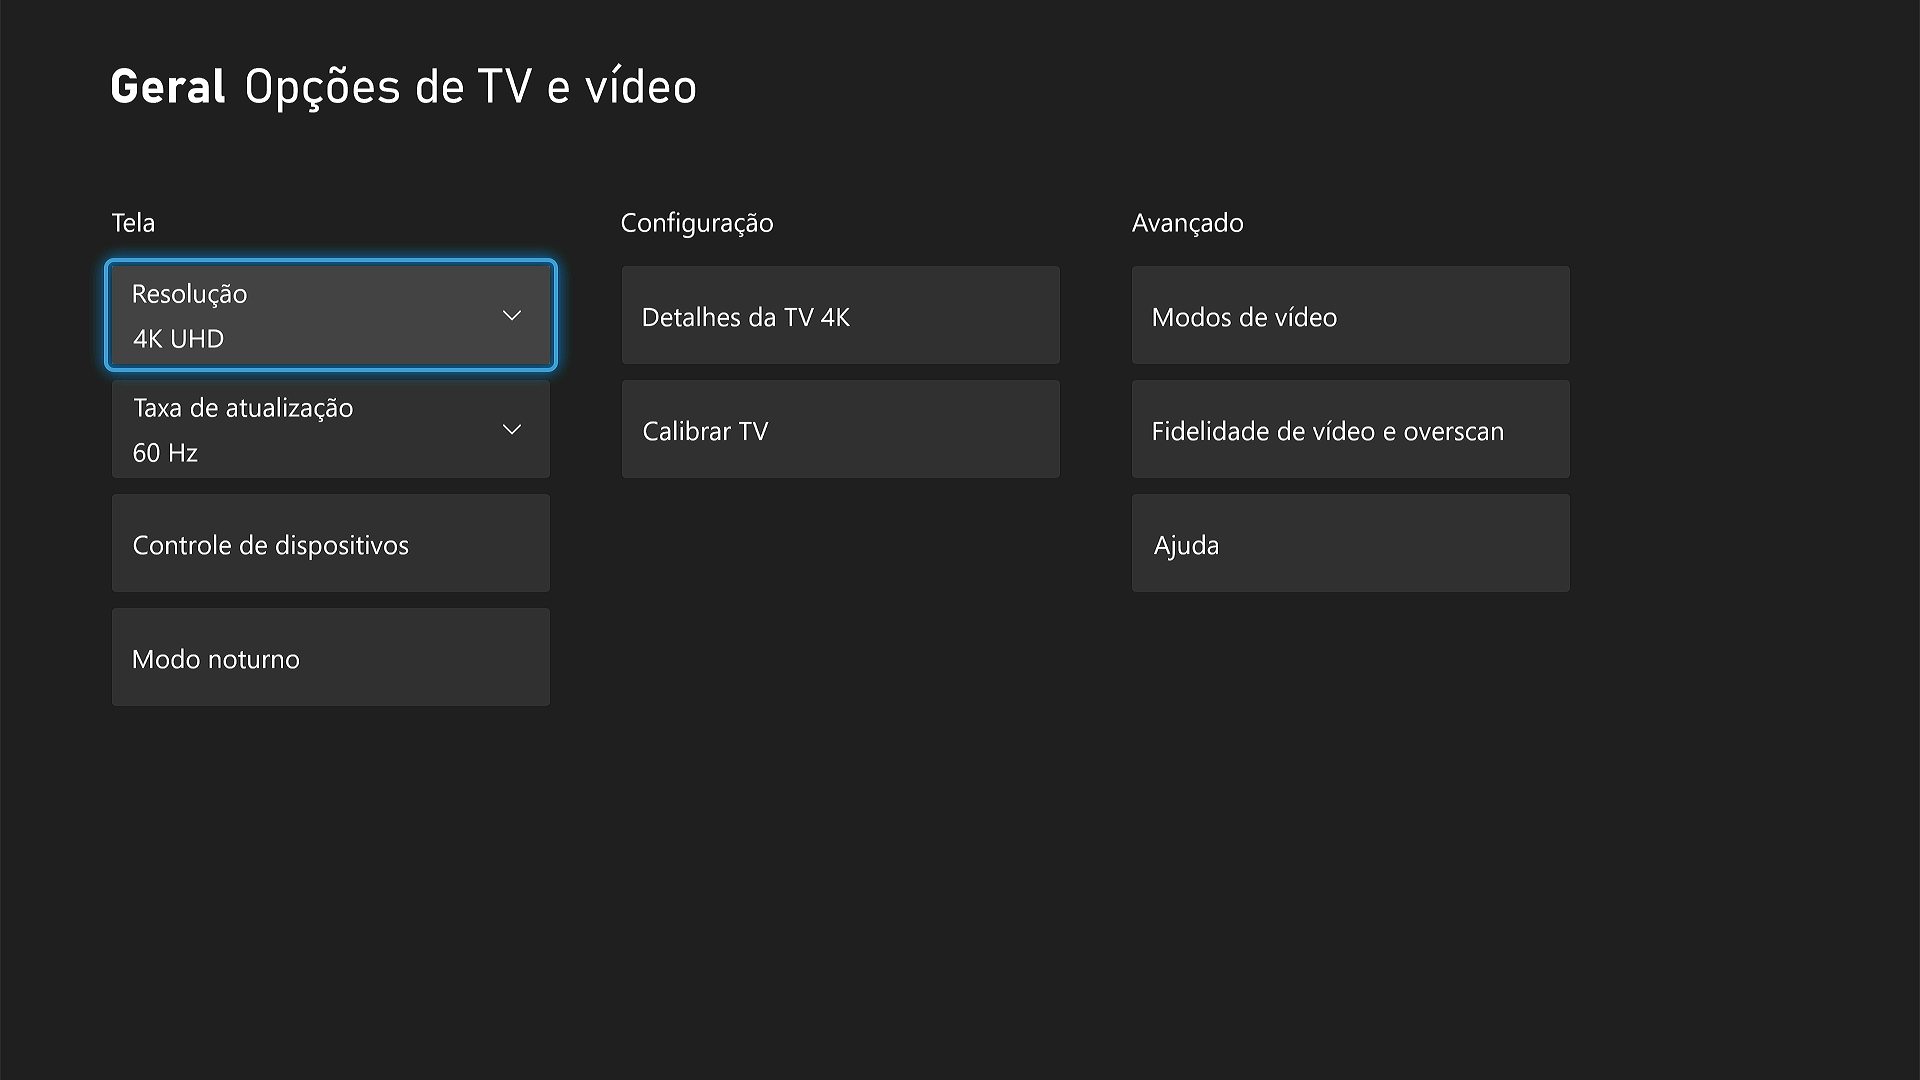 Geral Opções de TV e vídeo
Tela
Resolução
4K UHD
Taxa de atualização
60 Hz
Controle de dispositivos
Modo noturno
Configuração
Detalhes da TV 4K
Calibrar TV
Avançado
Modos de vídeo
Fidelidade de vídeo e overscan
Ajuda